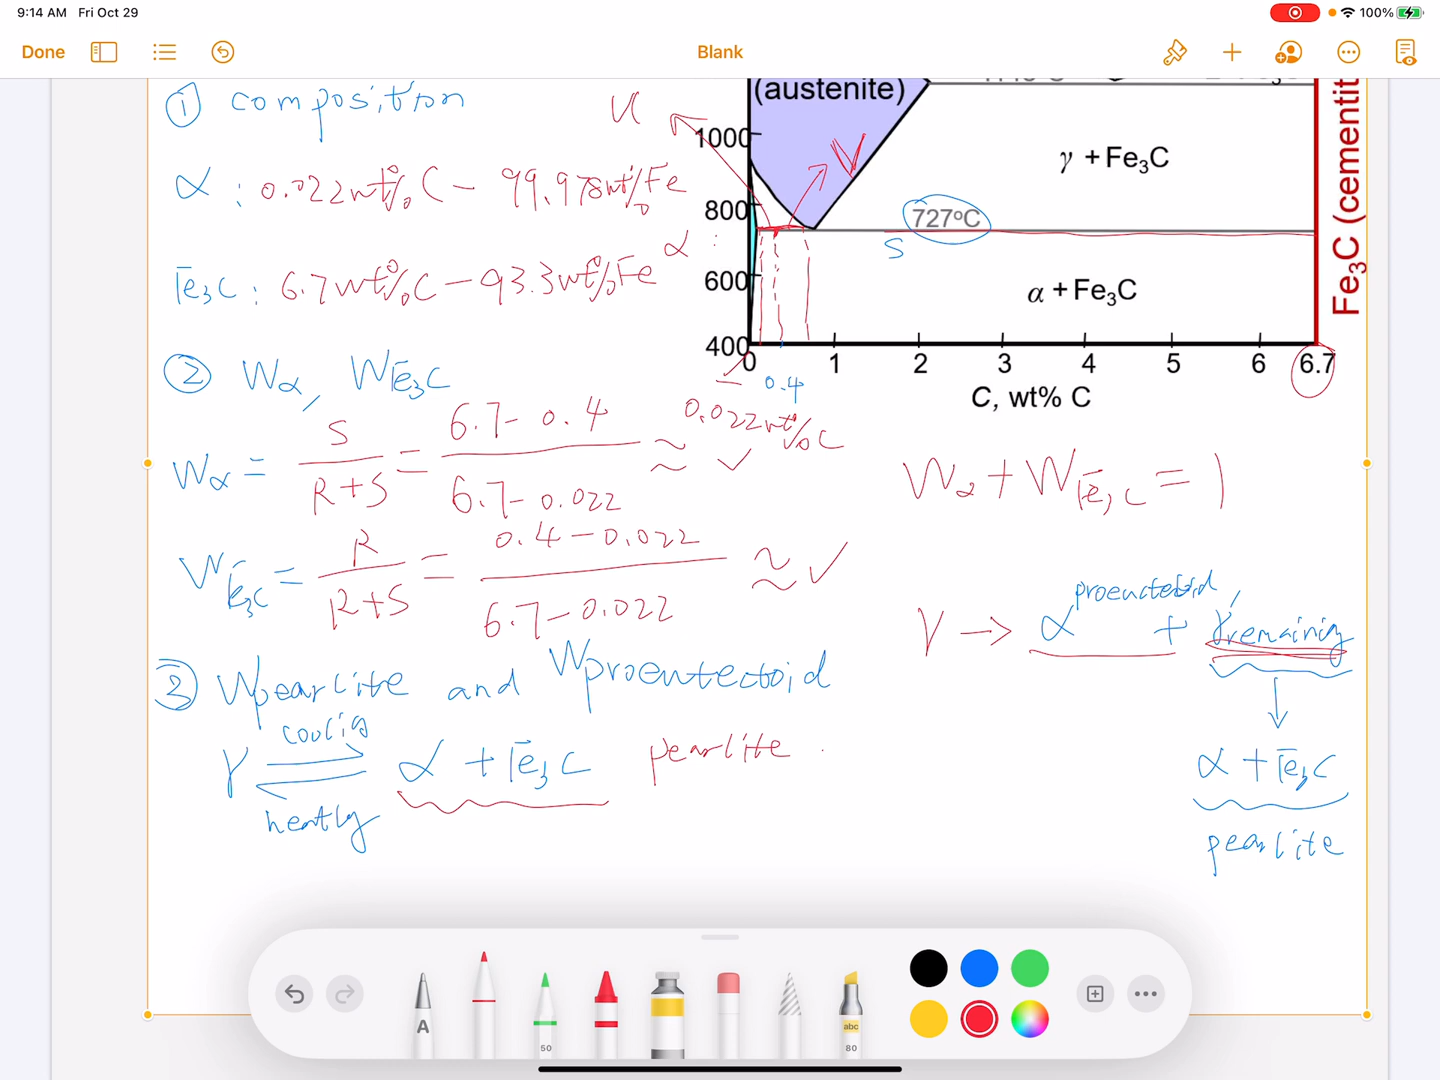 9:14 AM Fri Oct 29
100%
Done
Blank
① composition
α : 0.022wt% C – 99.978wt% Fe
Fe3C : 6.7wt% C – 93.3wt% Fe
α :
② Wα, WFe3C
Wα = S / R+S = 6.7 - 0.4 / 6.7 - 0.022 ≈ ✓
WFe3C = R / R+S = 0.4 - 0.022 / 6.7 - 0.022 ≈ ✓
③ Wpearlite and Wproeutectoid
γ ⇌ α + Fe3C pearlite
U
V
(austenite)
1000
800
600
400
γ + Fe3C
727°C
S
α + Fe3C
Fe3C (cementit
0 1 2 3 4 5 6 6.7
0.4
C, wt% C
0.022wt% C
Wα + WFe3C = 1
γ → α proeutectoid + γremaining
α + Fe3C
pearlite
A
50
abc
80